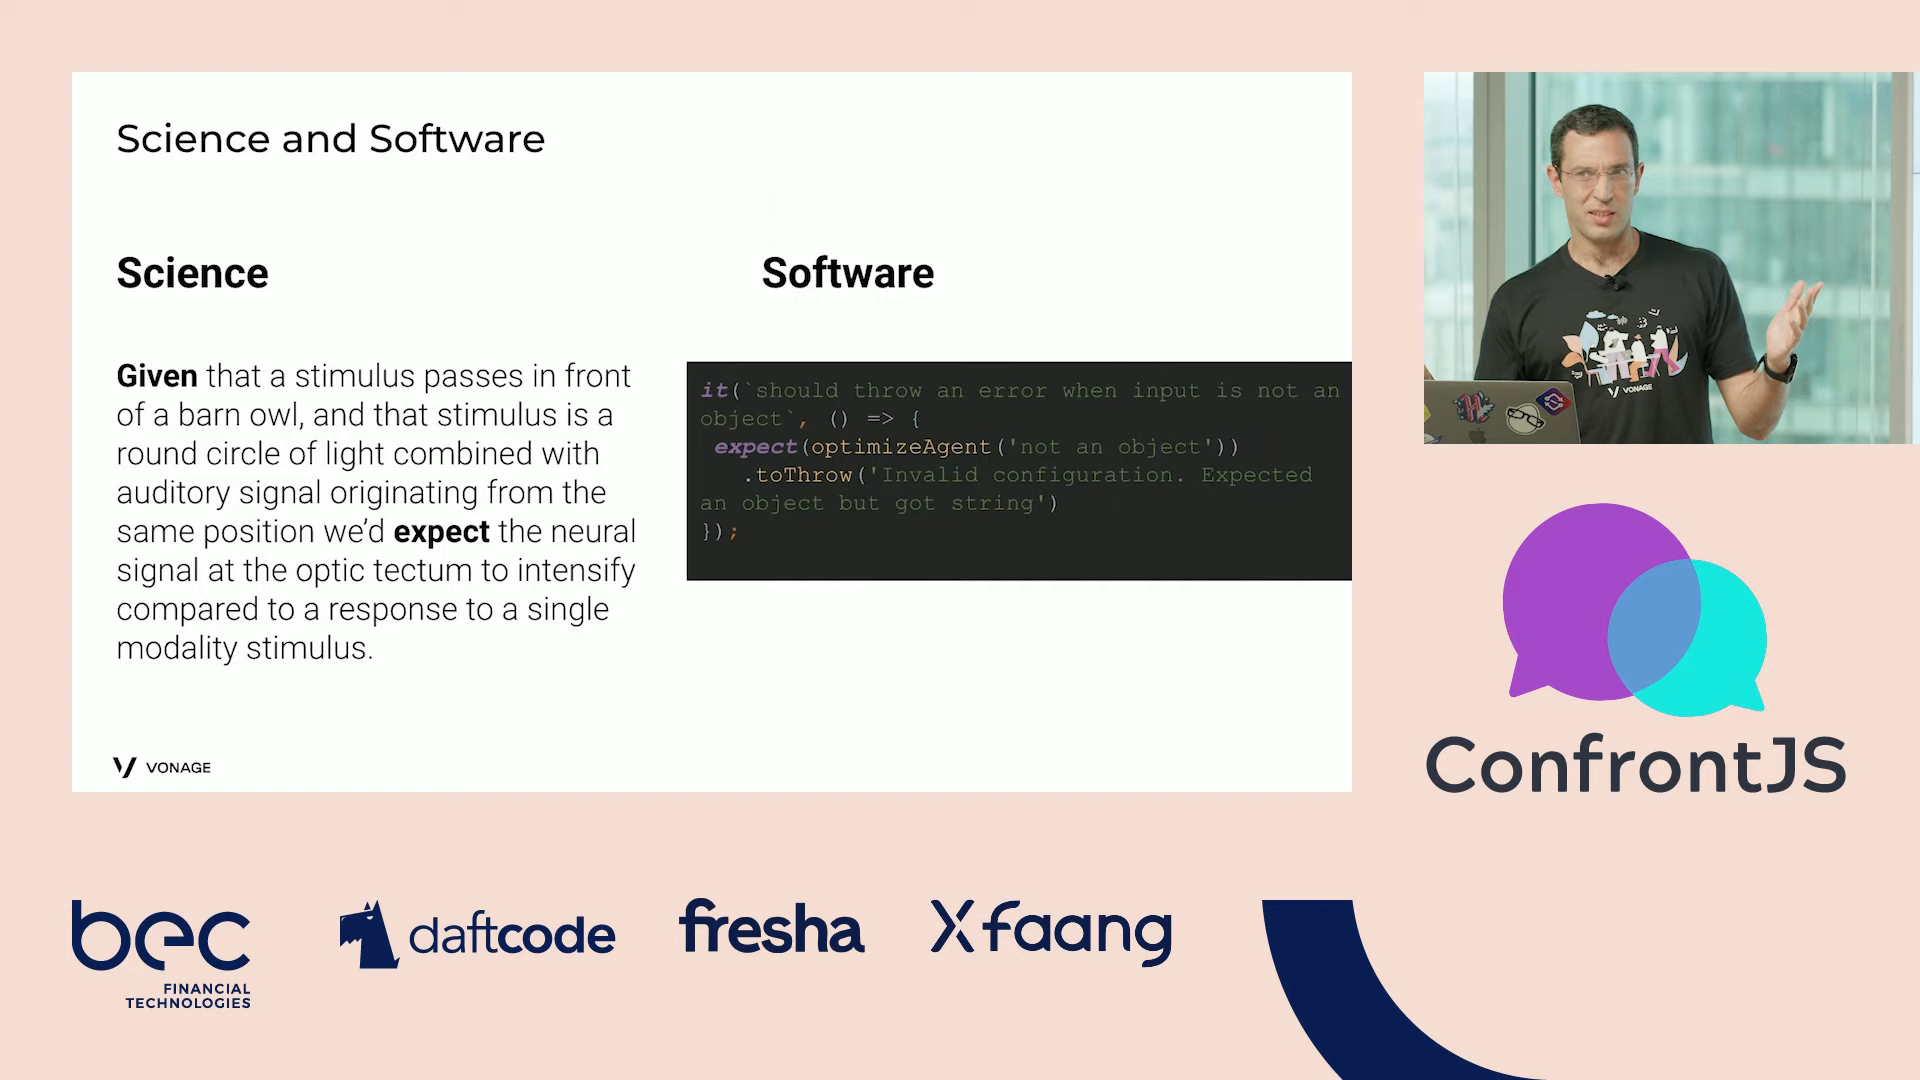 Science and Software
Science
Given that a stimulus passes in front
of a barn owl, and that stimulus is a
round circle of light combined with
auditory signal originating from the
same position we’d expect the neural
signal at the optic tectum to intensify
compared to a response to a single
modality stimulus.
Software
it(`should throw an error when input is not an
object`, () => {
expect(optimizeAgent('not an object'))
.toThrow('Invalid configuration. Expected
an object but got string')
});
VONAGE
VONAGE
ConfrontJS
bec
FINANCIAL
TECHNOLOGIES
daftcode
fresha
Xfaang